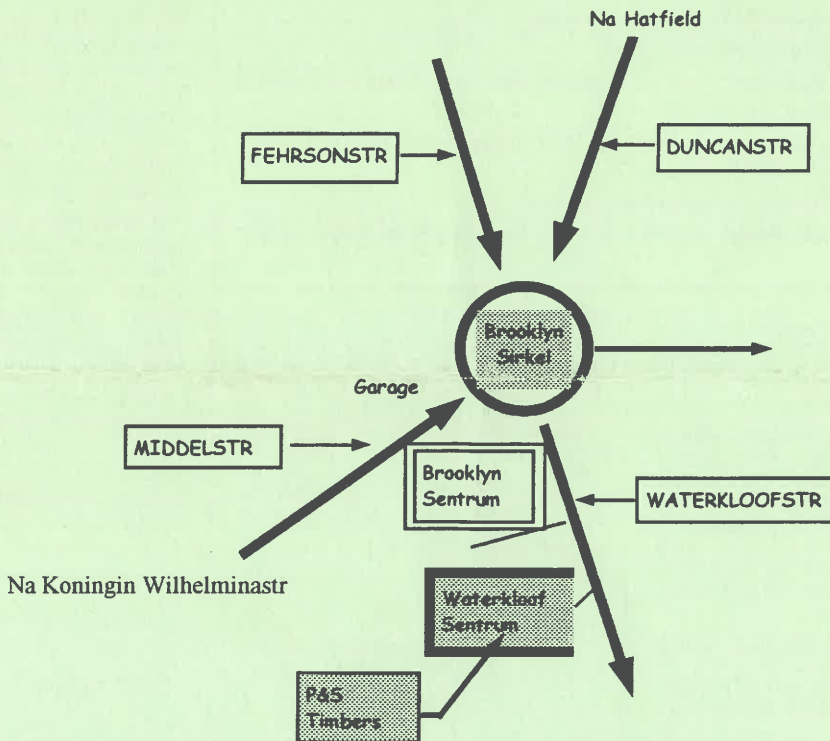 Na Hatfield
FEHRSONSTR
DUNCANSTR
Brooklyn
Sirkel
Garage
MIDDELSTR
Brooklyn
Sentrum
WATERKLOOFSTR
Na Koningin Wilhelminastr
Waterkloof
Sentrum
P&S
Timbers